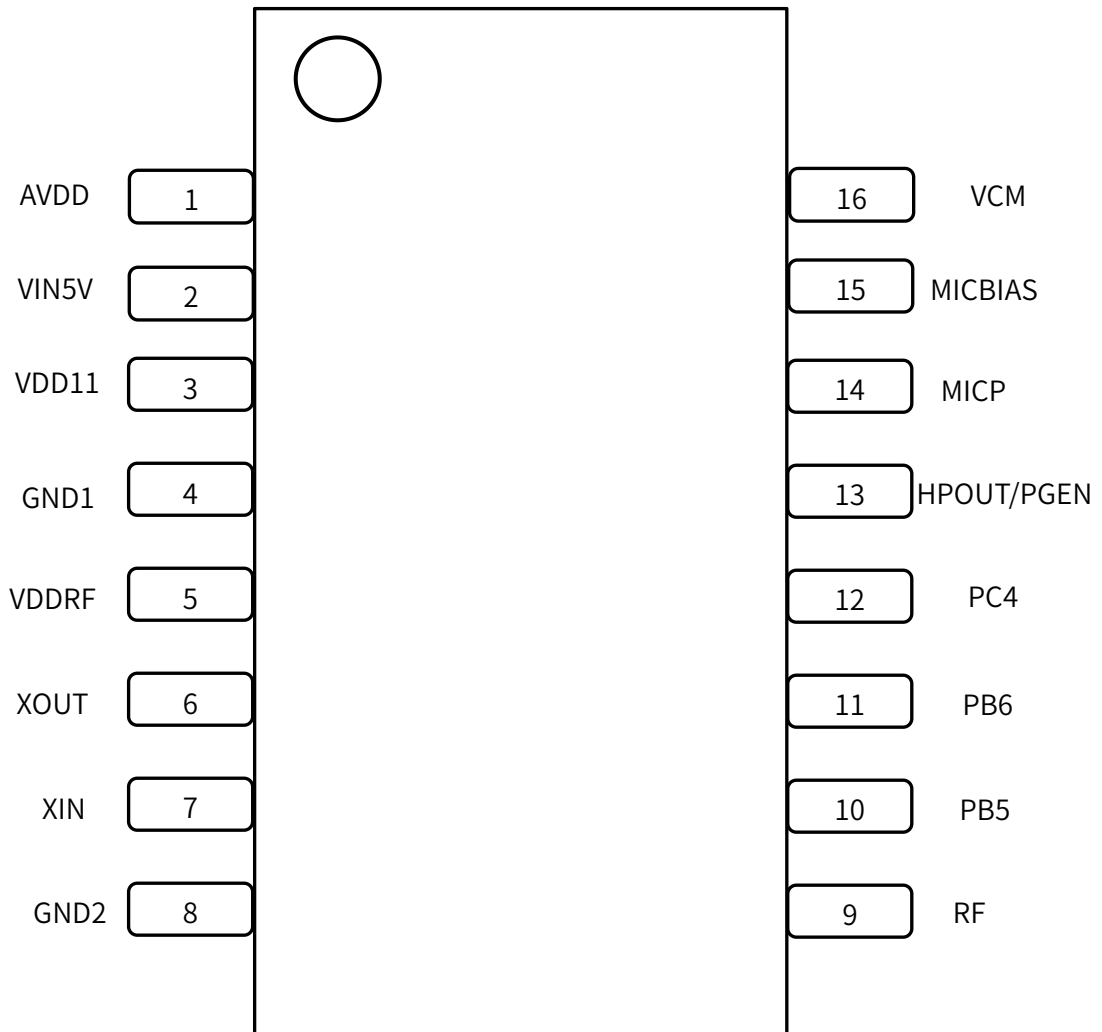 AVDD 1 16 VCM
VIN5V 2 15 MICBIAS
VDD11 3 14 MICP
GND1 4 13 HPOUT/PGEN
VDDRF 5 12 PC4
XOUT 6 11 PB6
XIN 7 10 PB5
GND2 8 9 RF